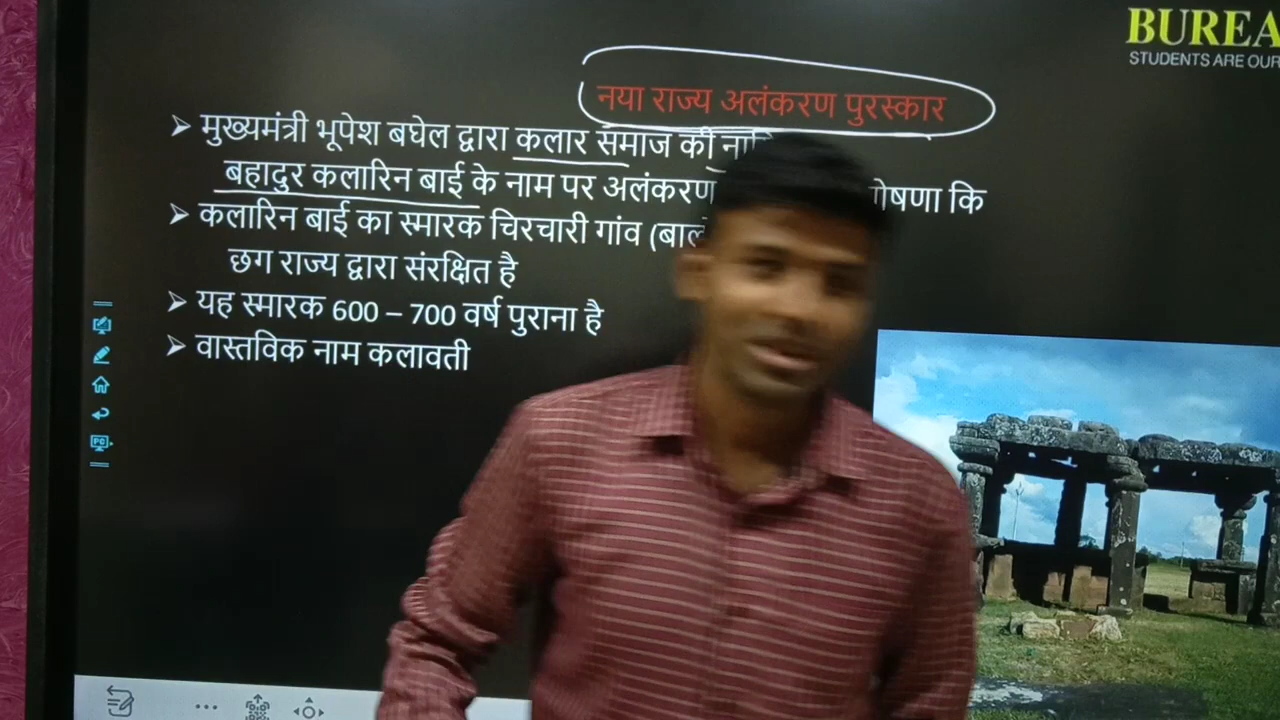 BUREA
STUDENTS ARE OUR
नया राज्य अलंकरण पुरस्कार
➤ मुख्यमंत्री भूपेश बघेल द्वारा कलार समाज की
बहादुर कलारिन बाई के नाम पर अलंकरण कि
➤ कलारिन बाई का स्मारक चिरचारी गांव
छग राज्य द्वारा संरक्षित है
➤ यह स्मारक 600 – 700 वर्ष पुराना है
➤ वास्तविक नाम कलावती
PC